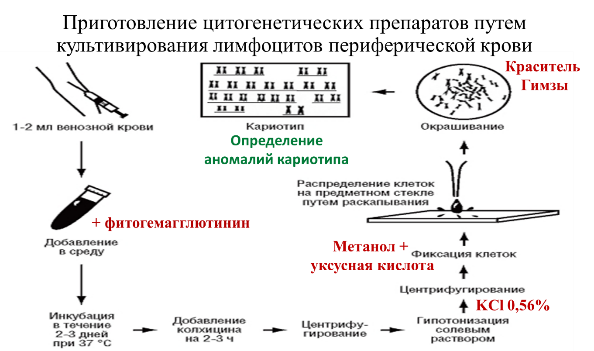 Приготовление цитогенетических препаратов путем
культивирования лимфоцитов периферической крови
1-2 мл венозной крови
+ фитогемагглютинин
Добавление
в среду
Инкубация
в течение
2–3 дней
при 37 °С
Добавление
колхицина
на 2–3 ч
Центрифу-
гирование
Гипотонизация
солевым
раствором
KCl 0,56%
Центрифугирование
Фиксация клеток
Метанол +
уксусная кислота
Распределение клеток
на предметном стекле
путем раскапывания
Окрашивание
Краситель
Гимзы
Кариотип
Определение
аномалий кариотипа